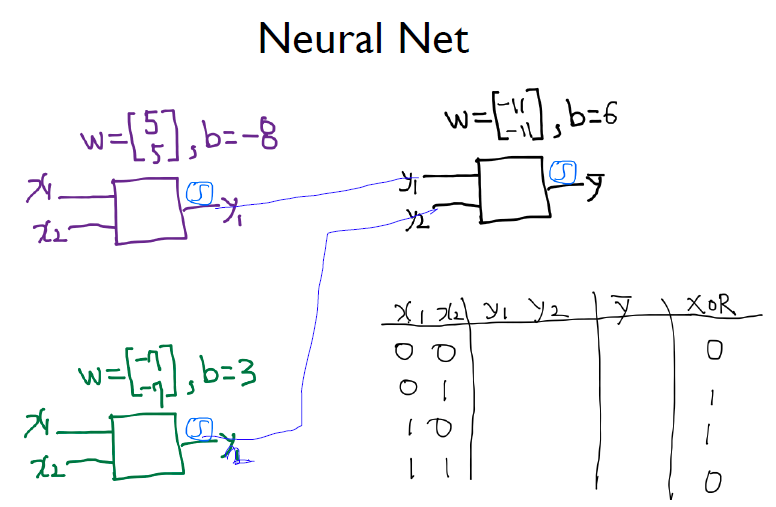 Neural Net
w=[5 5], b=-8
x1
x2
S
y1
w=[-11 -11], b=6
y1
y2
S
y̅
w=[-7 -7], b=3
x1
x2
S
x1 x2 y1 y2 y̅ XOR
0 0 0
0 1 1
1 0 1
1 1 0